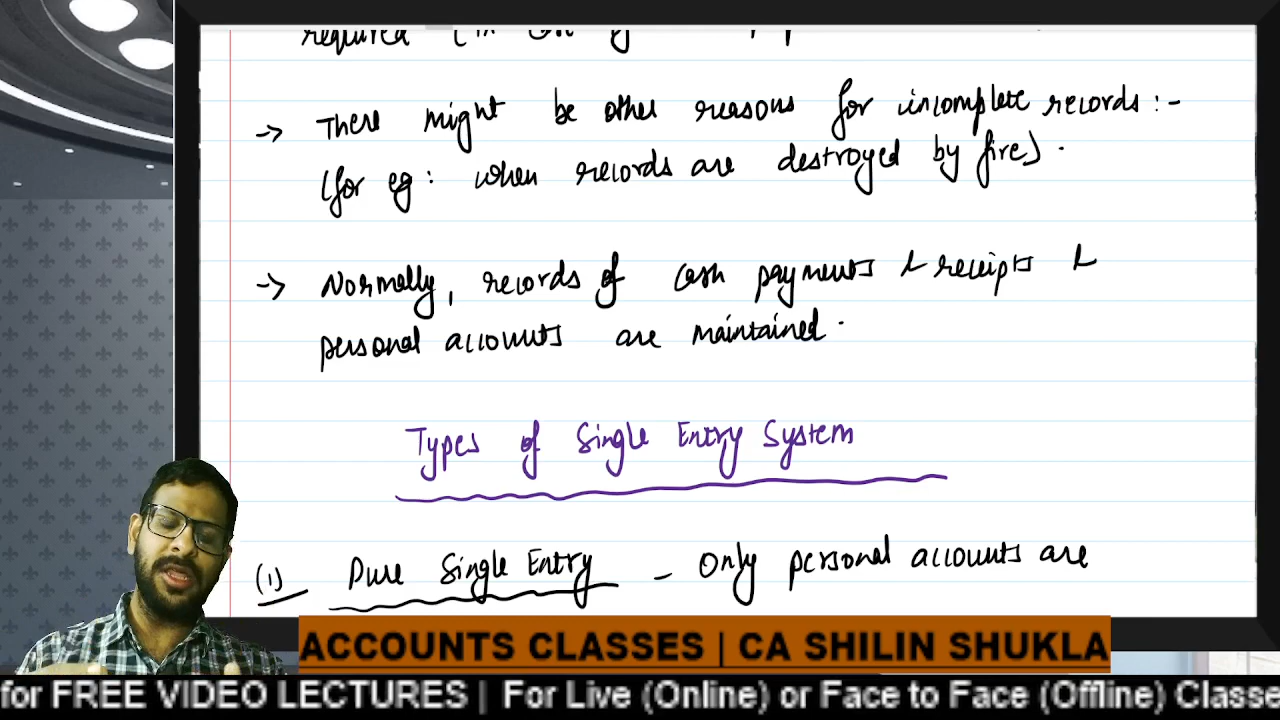 required (in
-> There might be other reasons for incomplete records :-
(for eg : when records are destroyed by fire) .
-> Normally, records of cash payments & receipts &
personal accounts are maintained.
Types of Single Entry System
(1) Pure Single Entry - Only personal accounts are
ACCOUNTS CLASSES | CA SHILIN SHUKLA
for FREE VIDEO LECTURES | For Live (Online) or Face to Face (Offline) Classe